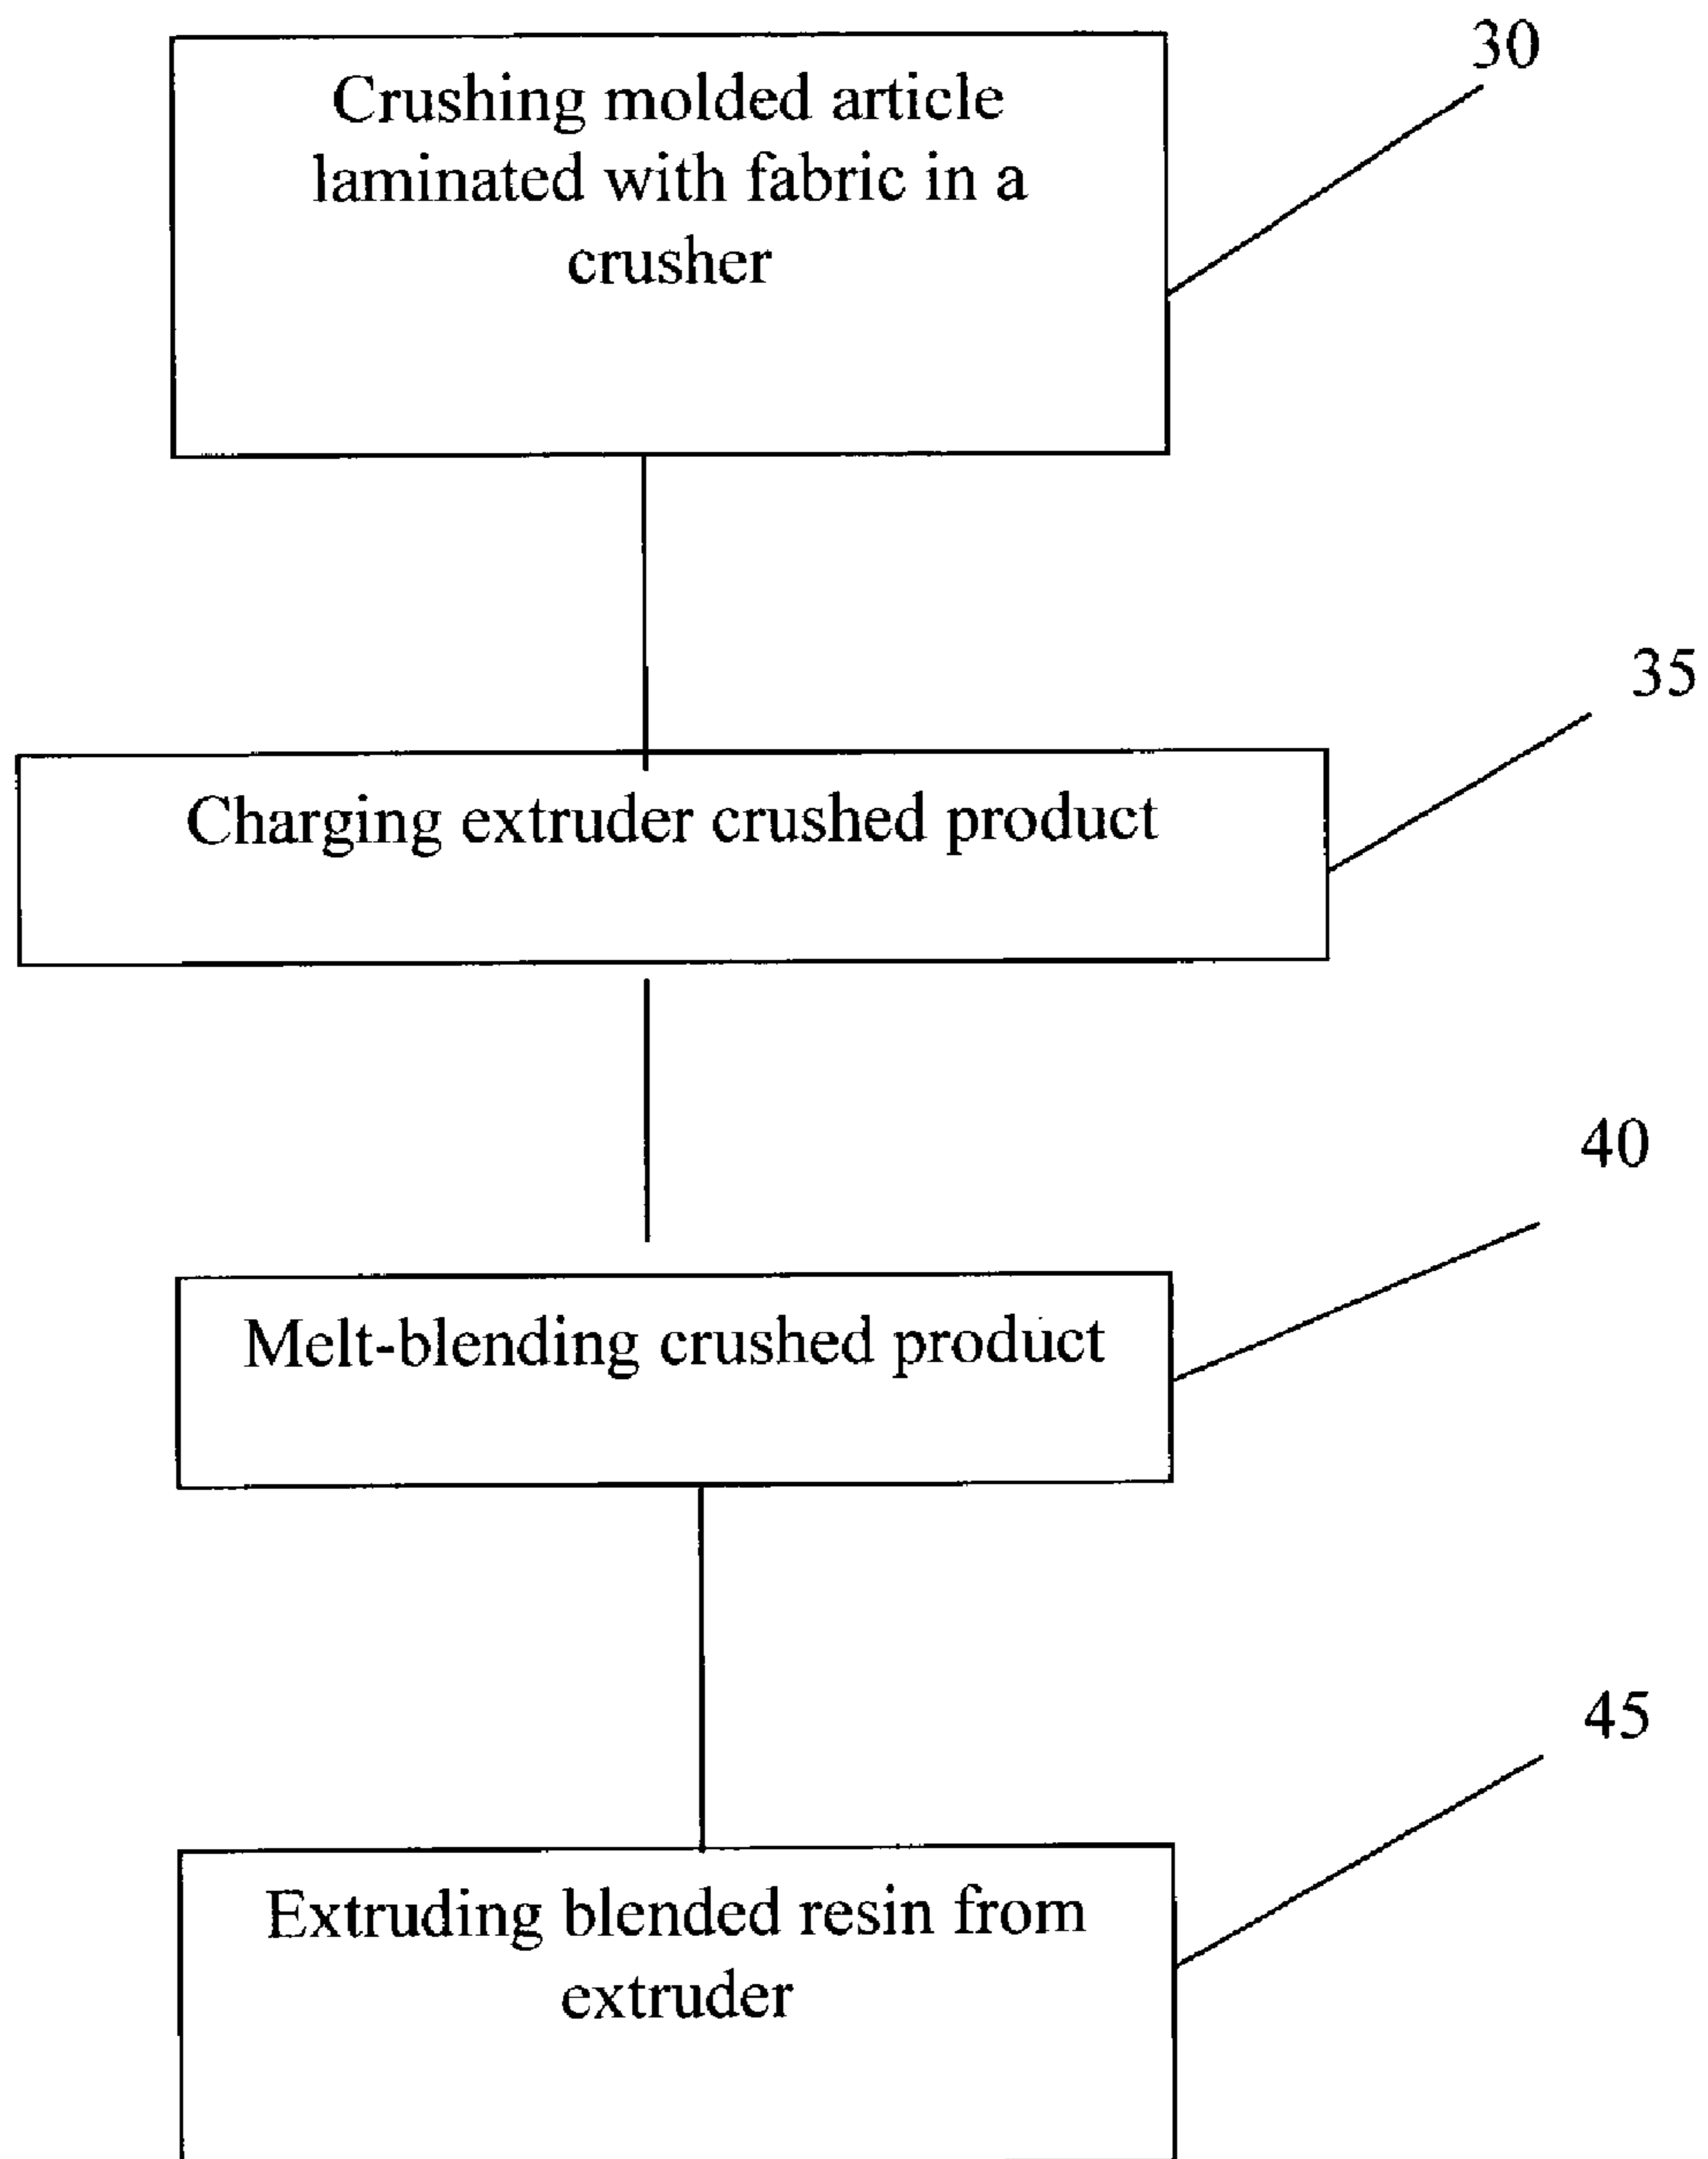 30
Crushing molded article
laminated with fabric in a
crusher
35
Charging extruder crushed product
40
Melt-blending crushed product
45
Extruding blended resin from
extruder